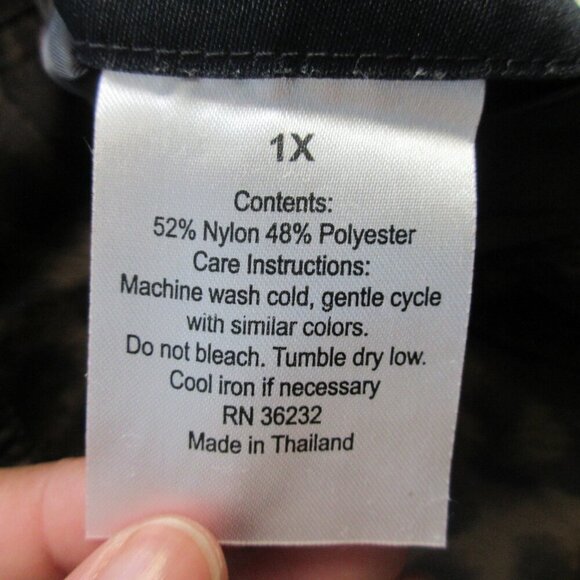 1X
Contents:
52% Nylon 48% Polyester
Care Instructions:
Machine wash cold, gentle cycle
with similar colors.
Do not bleach. Tumble dry low.
Cool iron if necessary
RN 36232
Made in Thailand